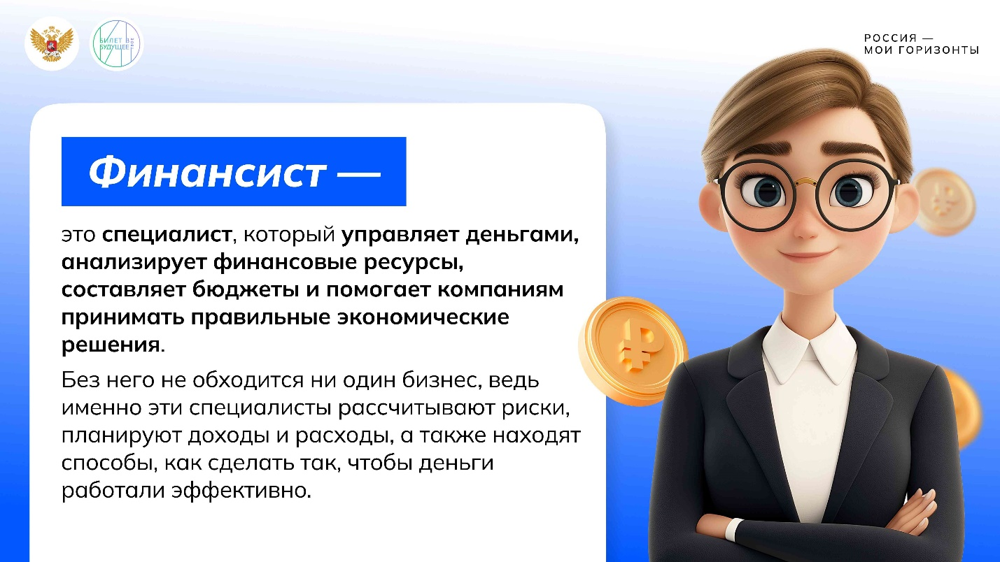 БИЛЕТ В
БУДУЩЕЕ
РОССИЯ —
МОИ ГОРИЗОНТЫ
Финансист —
это специалист, который управляет деньгами,
анализирует финансовые ресурсы,
составляет бюджеты и помогает компаниям
принимать правильные экономические
решения.
Без него не обходится ни один бизнес, ведь
именно эти специалисты рассчитывают риски,
планируют доходы и расходы, а также находят
способы, как сделать так, чтобы деньги
работали эффективно.